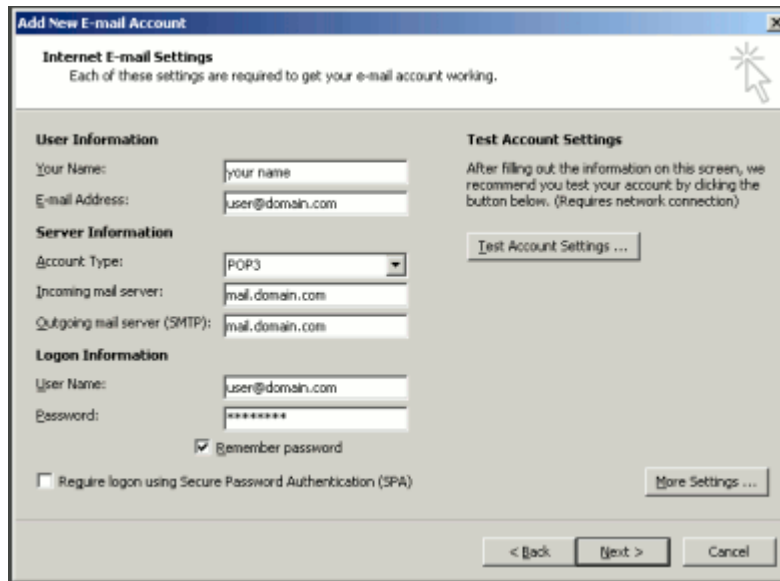 Add New E-mail Account
Internet E-mail Settings
Each of these settings are required to get your e-mail account working.
User Information
Your Name:
your name
E-mail Address:
user@domain.com
Server Information
Account Type:
POP3
Incoming mail server:
mail.domain.com
Outgoing mail server (SMTP):
mail.domain.com
Logon Information
User Name:
user@domain.com
Password:
********
Remember password
Require logon using Secure Password Authentication (SPA)
Test Account Settings
After filling out the information on this screen, we
recommend you test your account by clicking the
button below. (Requires network connection)
Test Account Settings ...
More Settings ...
< Back
Next >
Cancel